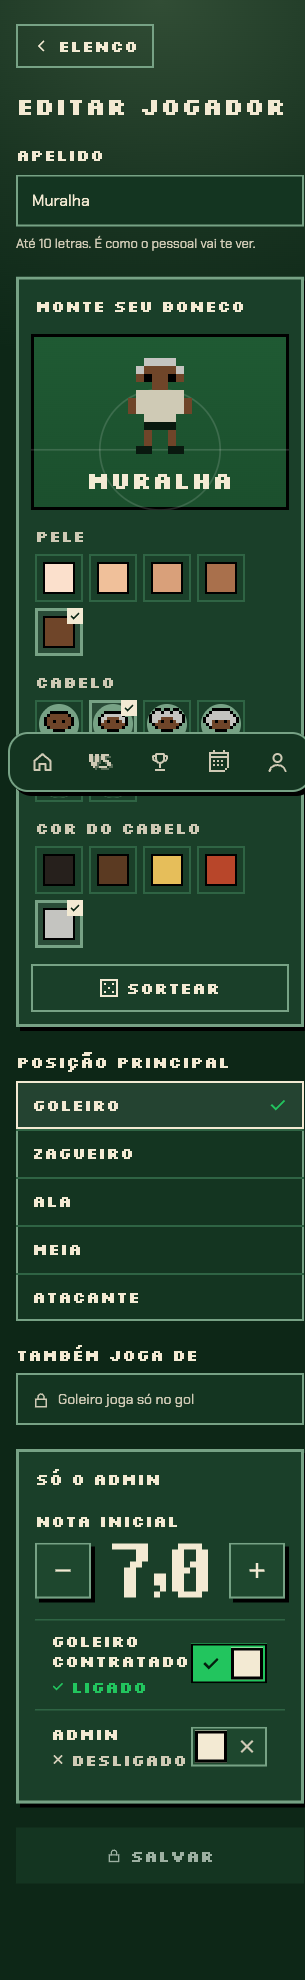 ELENCO
EDITAR JOGADOR
APELIDO
Muralha
Até 10 letras. É como o pessoal vai te ver.
MONTE SEU BONECO
MURALHA
PELE
CABELO
VS
COR DO CABELO
SORTEAR
POSIÇÃO PRINCIPAL
GOLEIRO
ZAGUEIRO
ALA
MEIA
ATACANTE
TAMBÉM JOGA DE
Goleiro joga só no gol
SÓ O ADMIN
NOTA INICIAL
− 7,0 +
GOLEIRO
CONTRATADO
LIGADO
ADMIN
DESLIGADO
SALVAR